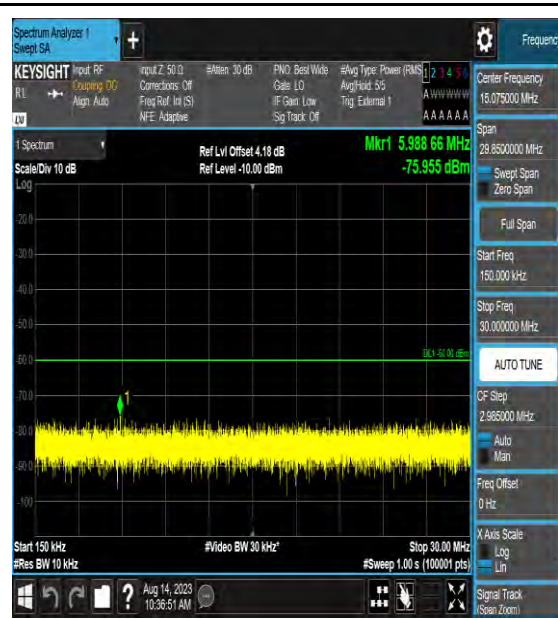 Spectrum Analyzer 1
Swept SA
+
Frequenc
KEYSIGHT
Input: RF
Input Z: 50 Ω
#Atten: 30 dB
PNO: Best Wide
#Avg Type: Power (RMS
1 2 3 4 5 6
RL
Coupling: DC
Corrections: Off
Gate: LO
Avg|Hold: 5/5
A W W W W W
Align: Auto
Freq Ref: Int (S)
IF Gain: Low
Trig: External 1
LW
NFE: Adaptive
Sig Track: Off
A A A A A A
1 Spectrum
Scale/Div 10 dB
Ref Lvl Offset 4.18 dB
Ref Level -10.00 dBm
Mkr1 5.988 66 MHz
-75.955 dBm
Log
-20.0
-30.0
-40.0
-50.0
DL1 -60.00 dBm
-60.0
-70.0
1
-80.0
-90.0
-100
Start 150 kHz
#Video BW 30 kHz*
Stop 30.00 MHz
#Res BW 10 kHz
#Sweep 1.00 s (100001 pts)
Center Frequency
15.075000 MHz
Span
29.8500000 MHz
Swept Span
Zero Span
Full Span
Start Freq
150.000 kHz
Stop Freq
30.000000 MHz
AUTO TUNE
CF Step
2.985000 MHz
Auto
Man
Freq Offset
0 Hz
X Axis Scale
Log
Lin
Signal Track
(Span Zoom)
?
Aug 14, 2023
10:36:51 AM